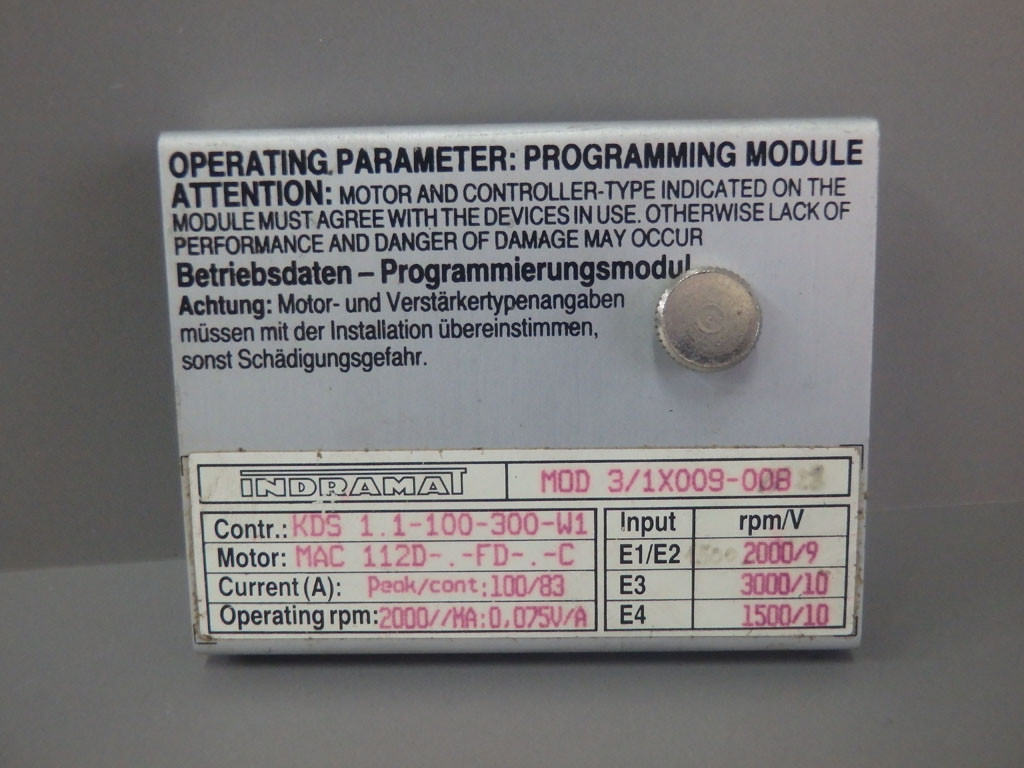 OPERATING PARAMETER: PROGRAMMING MODULE
ATTENTION: MOTOR AND CONTROLLER-TYPE INDICATED ON THE
MODULE MUST AGREE WITH THE DEVICES IN USE. OTHERWISE LACK OF
PERFORMANCE AND DANGER OF DAMAGE MAY OCCUR
Betriebsdaten – Programmierungsmodul
Achtung: Motor- und Verstärkertypenangaben
müssen mit der Installation übereinstimmen,
sonst Schädigungsgefahr.
INDRAMAT MOD 3/1X009-008
Contr.: KDS 1.1-100-300-W1 Input rpm/V
Motor: MAC 112D-.-FD-.-C E1/E2 2000/9
Current (A): Peak/cont:100/83 E3 3000/10
Operating rpm: 2000//MA:0,075V/A E4 1500/10